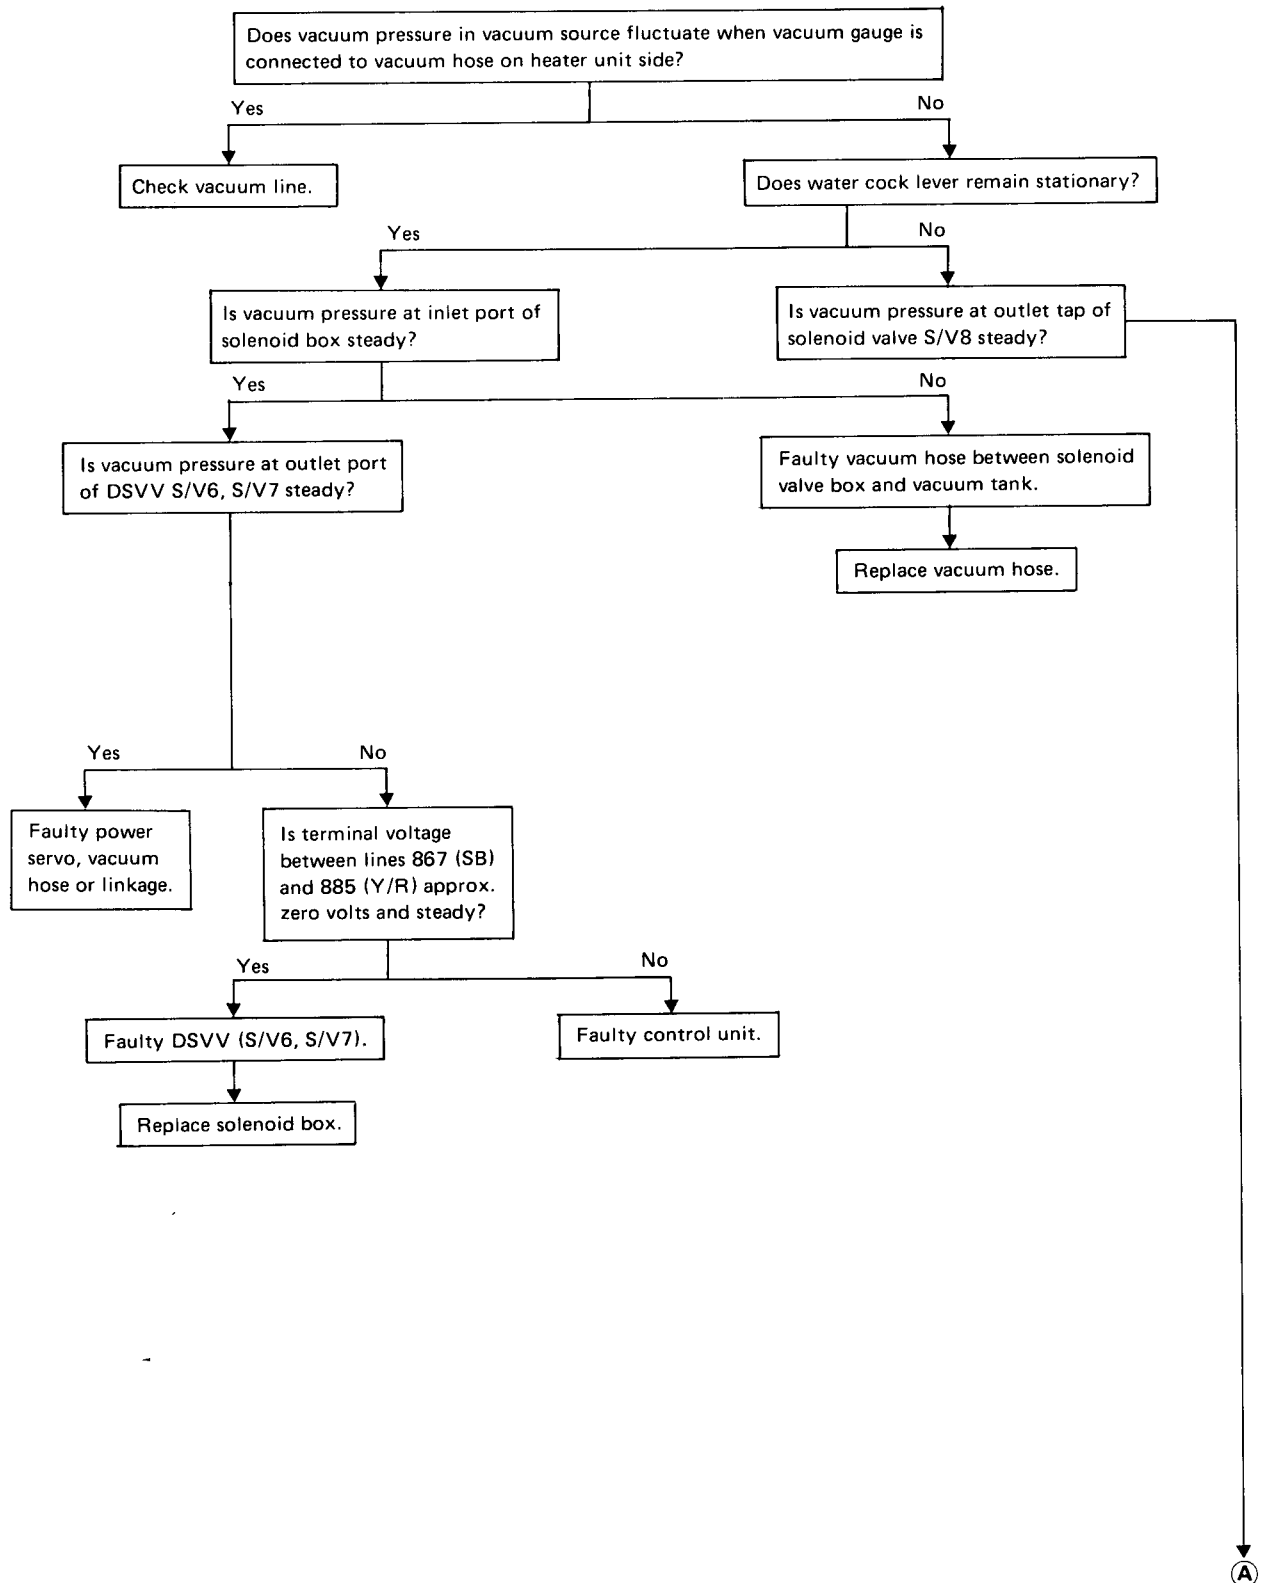 Does vacuum pressure in vacuum source fluctuate when vacuum gauge is
connected to vacuum hose on heater unit side?
Yes
No
Check vacuum line.
Does water cock lever remain stationary?
Yes
No
Is vacuum pressure at inlet port of
solenoid box steady?
Is vacuum pressure at outlet tap of
solenoid valve S/V8 steady?
Yes
No
Is vacuum pressure at outlet port
of DSVV S/V6, S/V7 steady?
Faulty vacuum hose between solenoid
valve box and vacuum tank.
Replace vacuum hose.
Yes
No
Faulty power
servo, vacuum
hose or linkage.
Is terminal voltage
between lines 867 (SB)
and 885 (Y/R) approx.
zero volts and steady?
Yes
No
Faulty DSVV (S/V6, S/V7).
Faulty control unit.
Replace solenoid box.
A